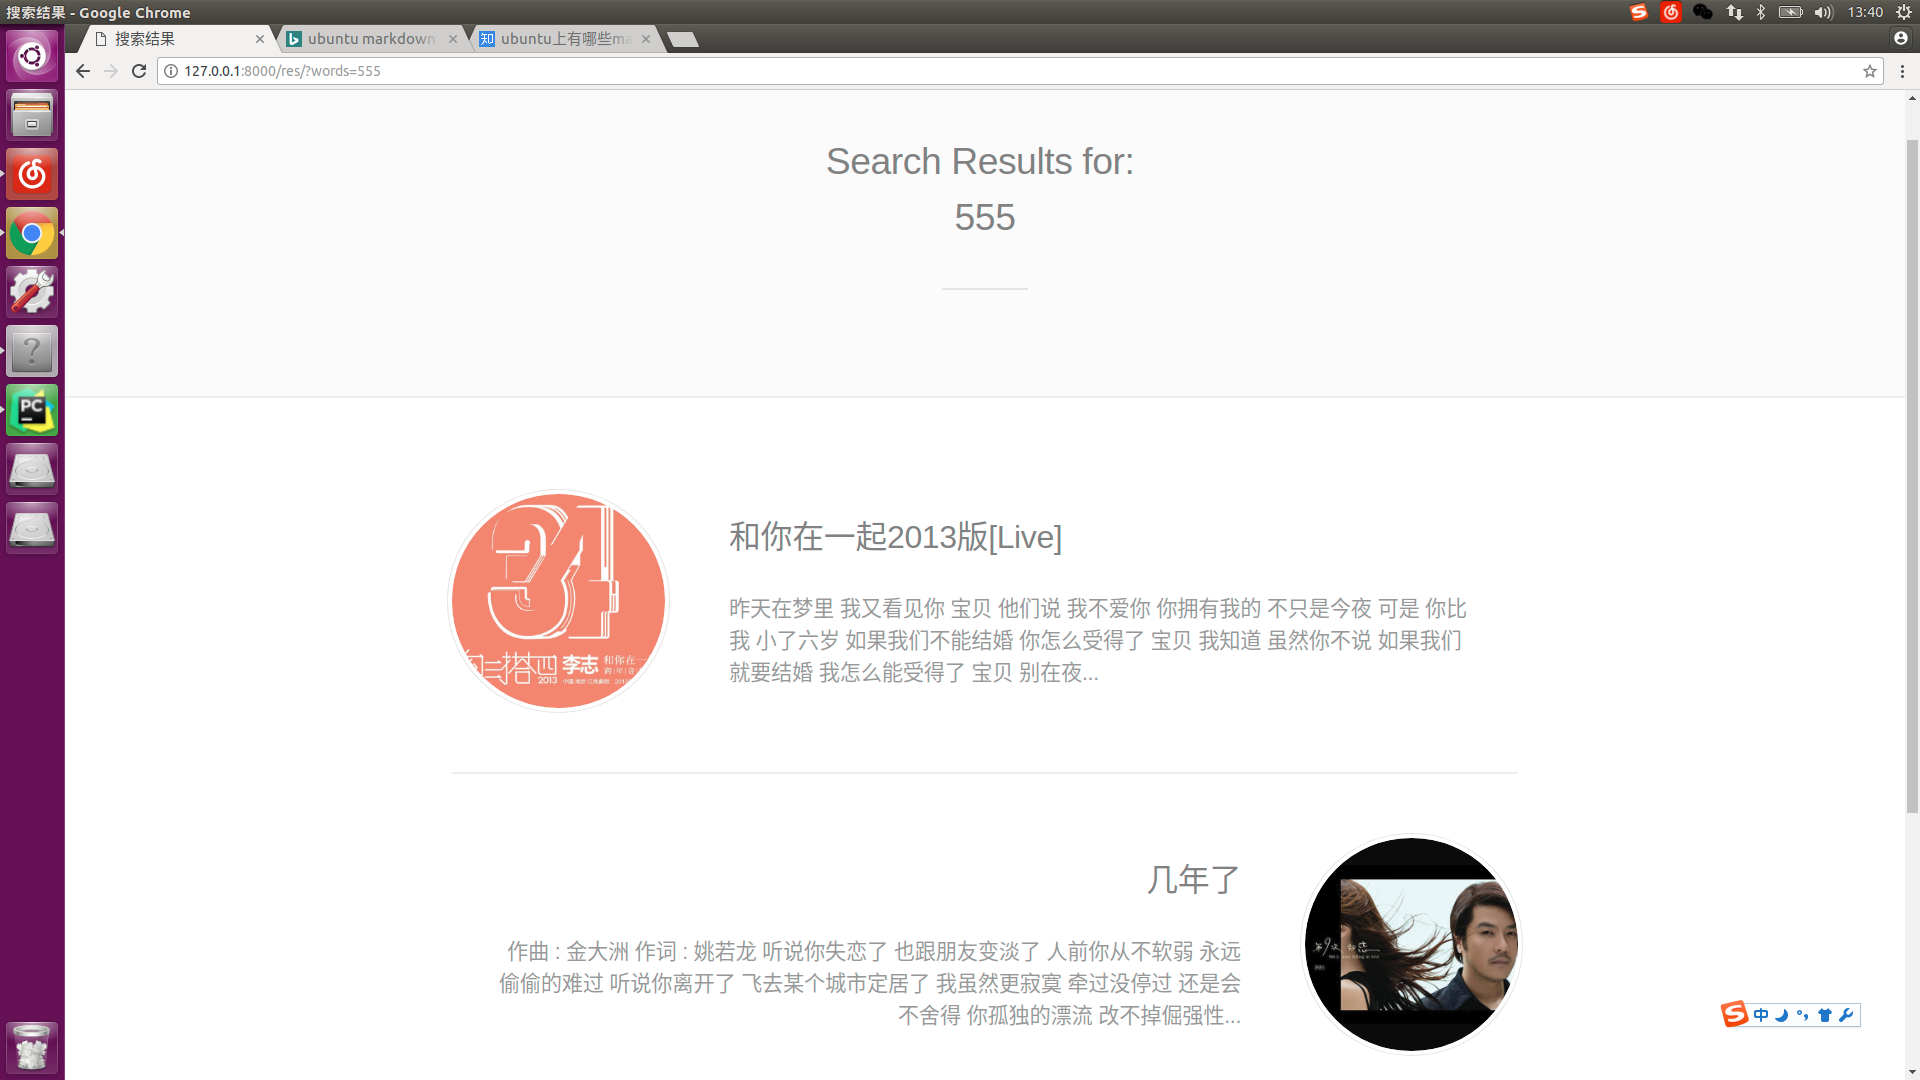 搜索结果 - Google Chrome
13:40
搜索结果
ubuntu markdown
知 ubuntu上有哪些ma
127.0.0.1:8000/res/?words=555
Search Results for:
555
和你在一起2013版[Live]
昨天在梦里 我又看见你 宝贝 他们说 我不爱你 你拥有我的 不只是今夜 可是 你比
我 小了六岁 如果我们不能结婚 你怎么受得了 宝贝 我知道 虽然你不说 如果我们
就要结婚 我怎么能受得了 宝贝 别在夜...
34
搭四 李志 和你在一
2013
几年了
作曲 : 金大洲 作词 : 姚若龙 听说你失恋了 也跟朋友变淡了 人前你从不软弱 永远
偷偷的难过 听说你离开了 飞去某个城市定居了 我虽然更寂寞 牵过没停过 还是会
不舍得 你孤独的漂流 改不掉倔强性...
PC
S 中